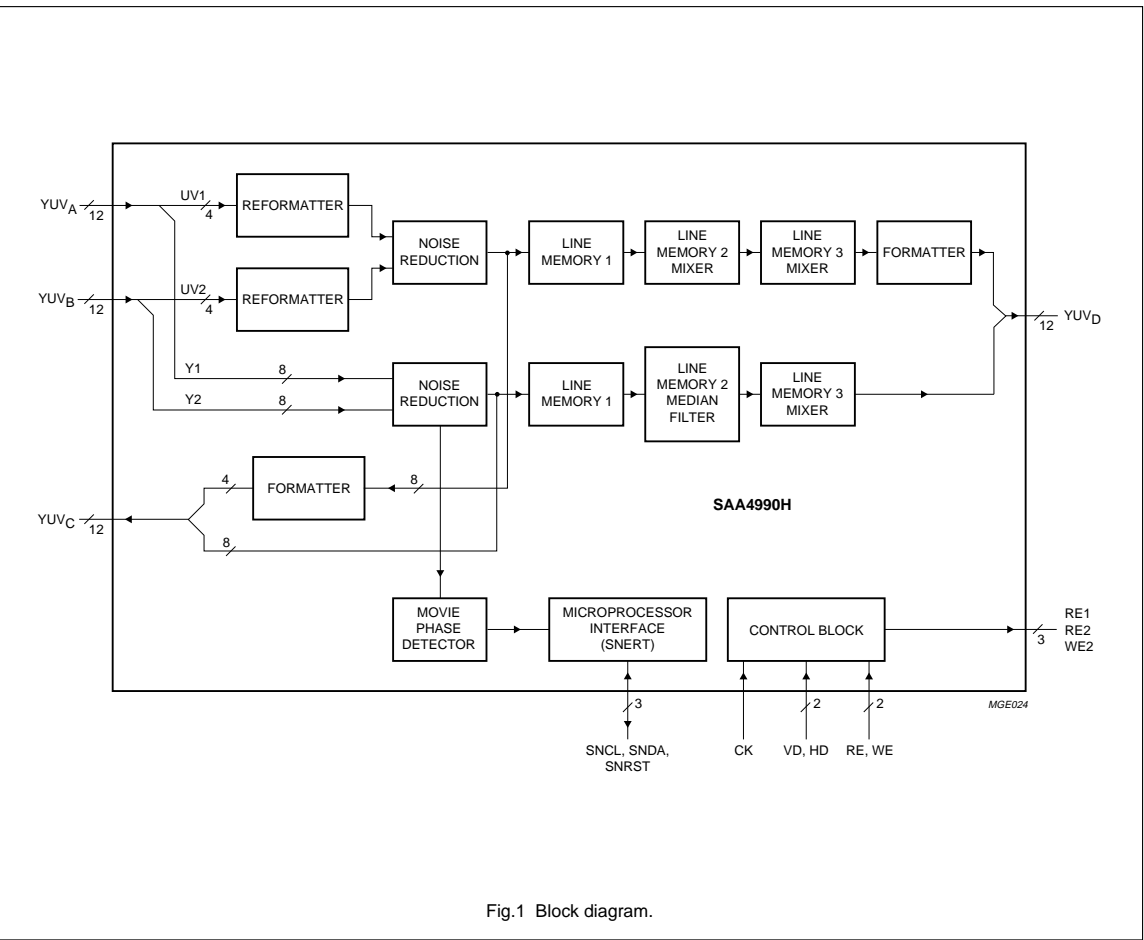 YUVA
12
UV1
4
REFORMATTER
NOISE
REDUCTION
LINE
MEMORY 1
LINE
MEMORY 2
MIXER
LINE
MEMORY 3
MIXER
FORMATTER
YUVB
12
UV2
4
REFORMATTER
12
YUVD
Y1
8
Y2
8
NOISE
REDUCTION
LINE
MEMORY 1
LINE
MEMORY 2
MEDIAN
FILTER
LINE
MEMORY 3
MIXER
4
FORMATTER
8
YUVC
12
8
SAA4990H
MOVIE
PHASE
DETECTOR
MICROPROCESSOR
INTERFACE
(SNERT)
CONTROL BLOCK
3
RE1
RE2
WE2
3
2
2
MGE024
SNCL, SNDA,
SNRST
CK
VD, HD
RE, WE
Fig.1 Block diagram.